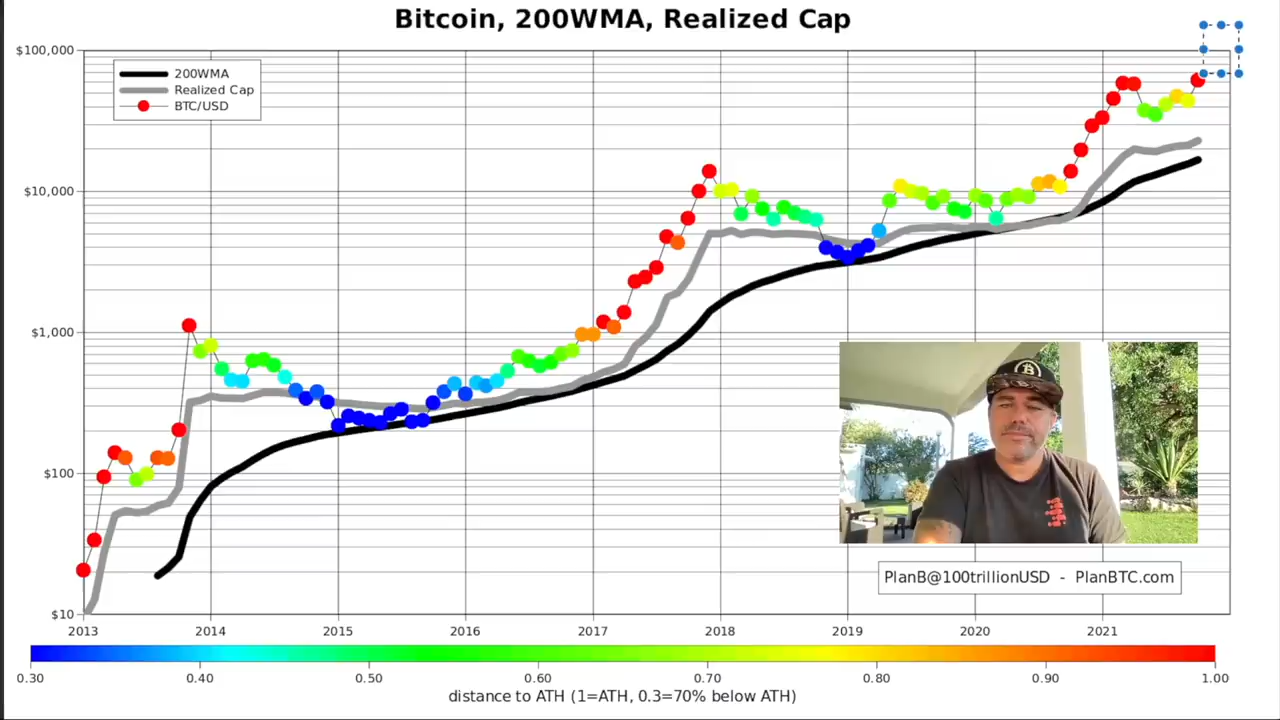 Bitcoin, 200WMA, Realized Cap
$100,000
200WMA
Realized Cap
BTC/USD
$10,000
$1,000
$100
$10
2013 2014 2015 2016 2017 2018 2019 2020 2021
PlanB@100trillionUSD - PlanBTC.com
0.30 0.40 0.50 0.60 0.70 0.80 0.90 1.00
distance to ATH (1=ATH, 0.3=70% below ATH)